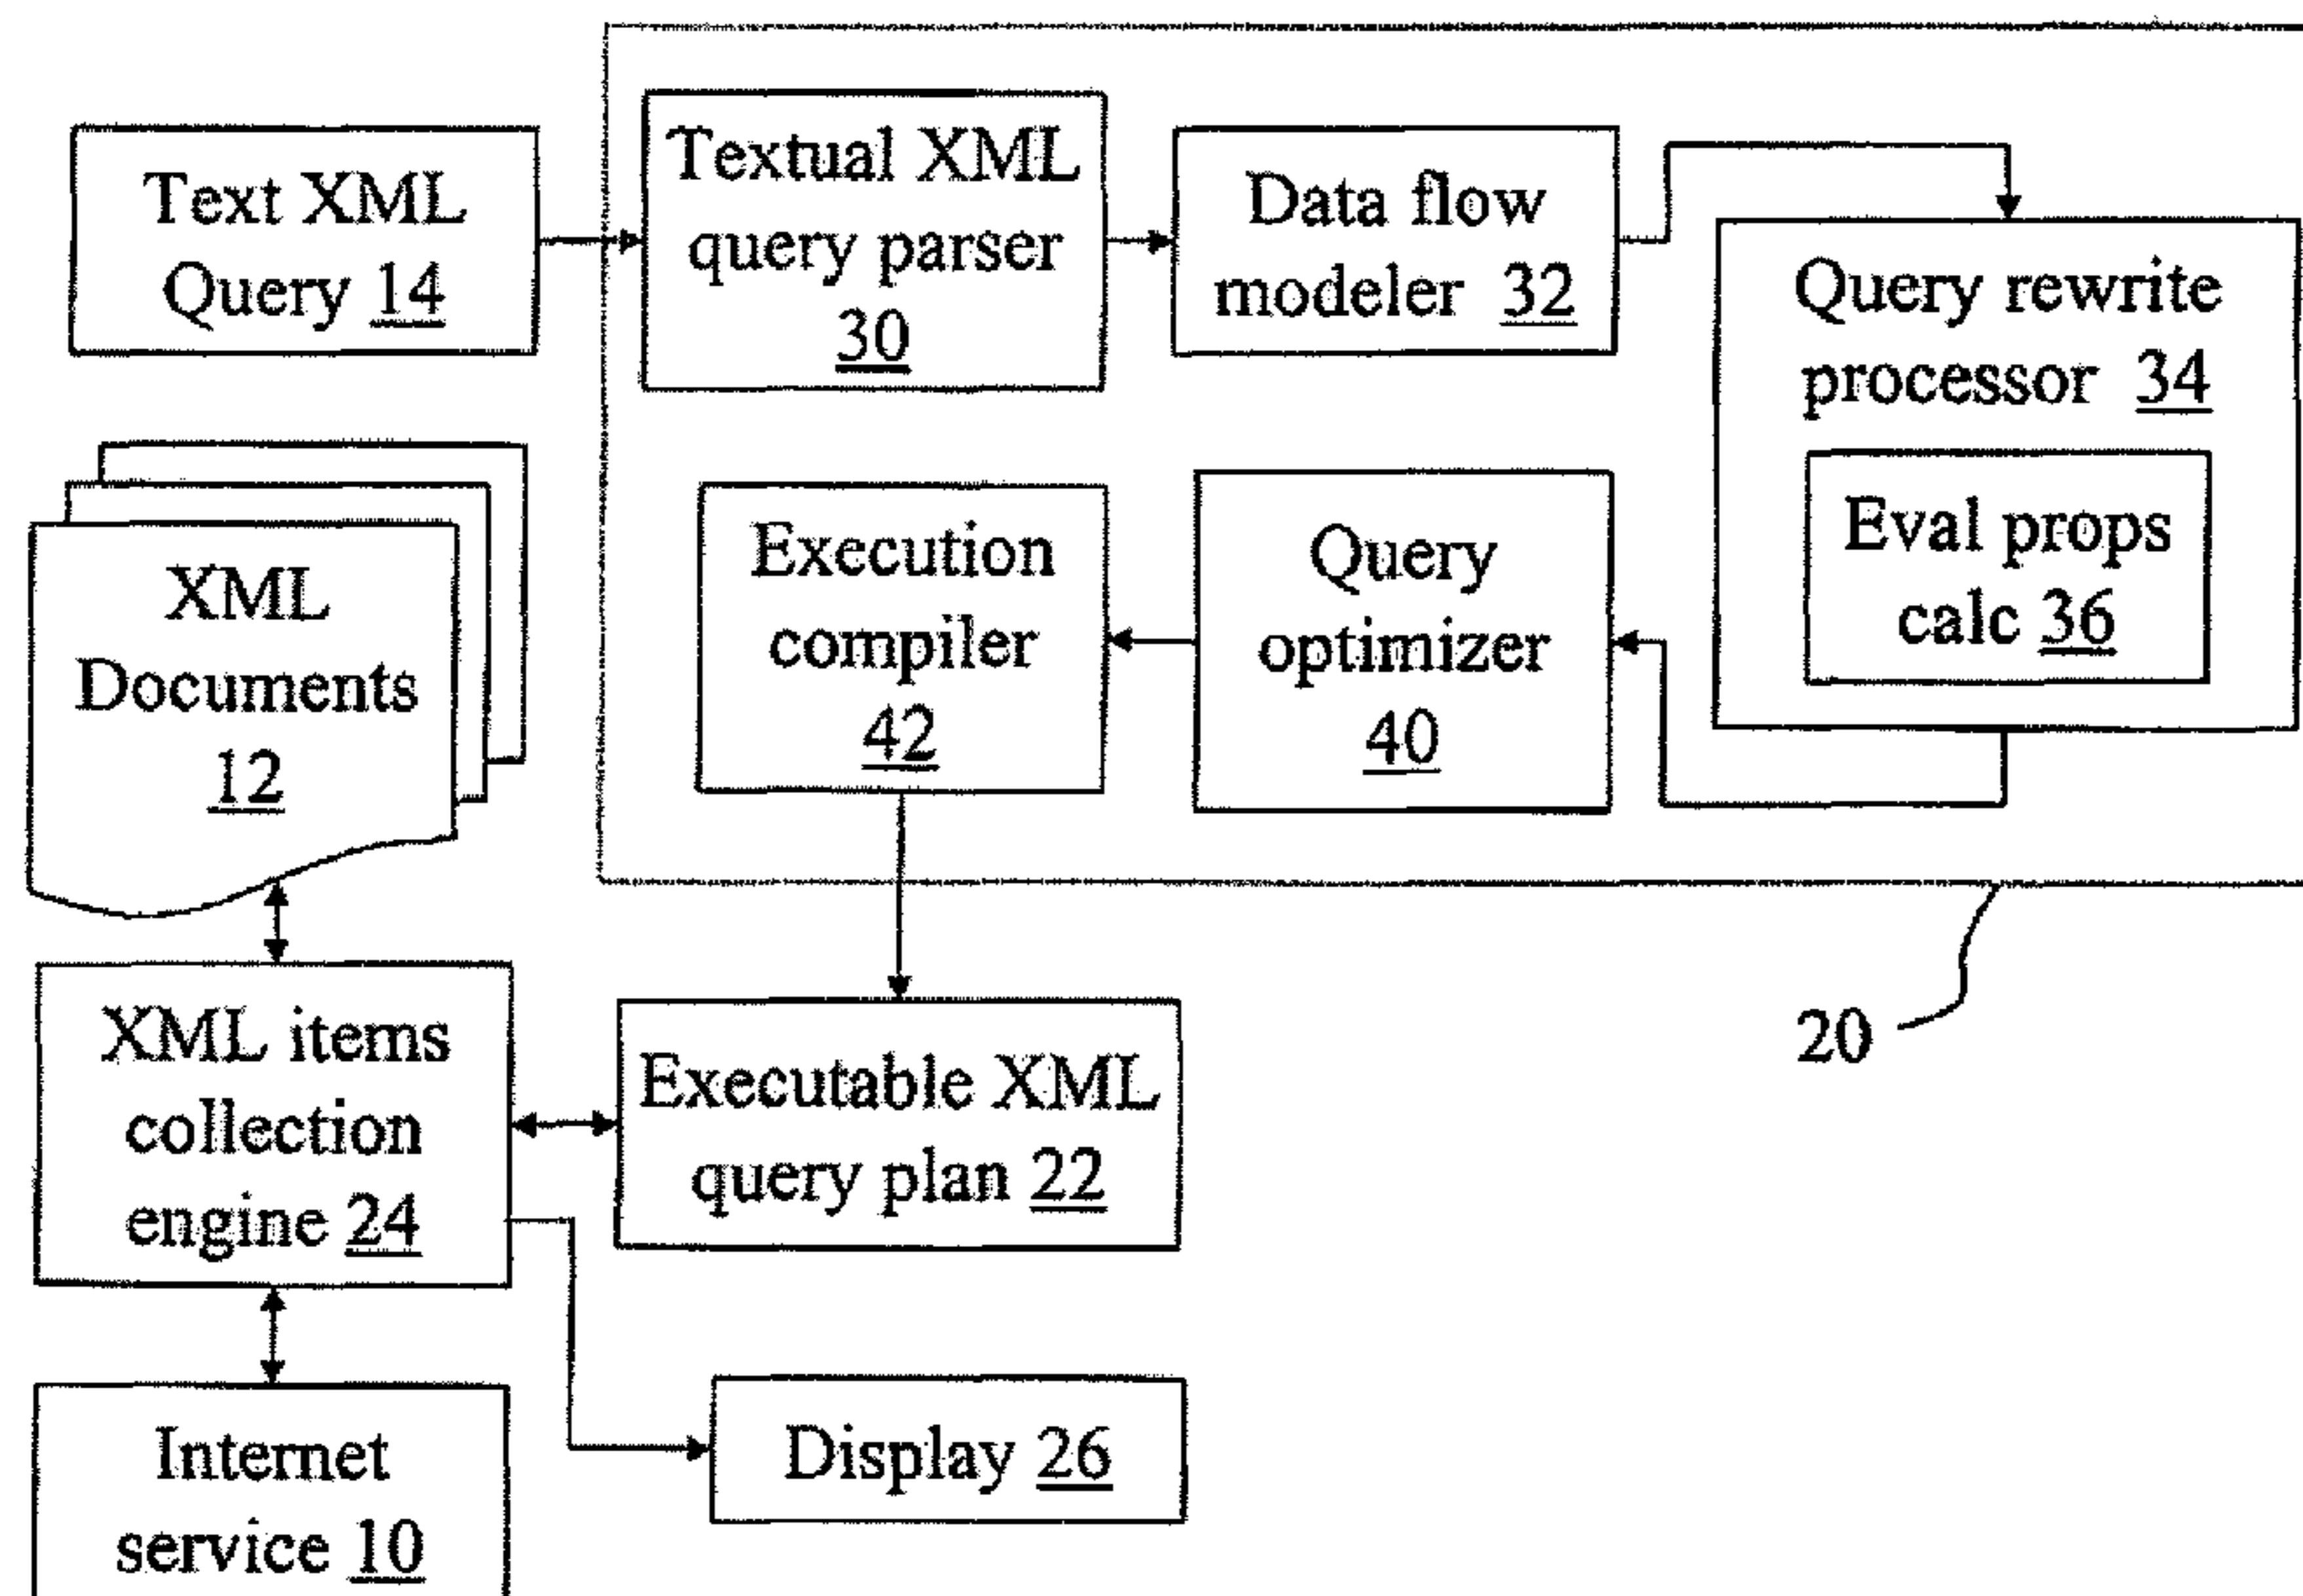 Text XML
Query 14
Textual XML
query parser
30
Data flow
modeler 32
Query rewrite
processor 34
Eval props
calc 36
Query
optimizer
40
Execution
compiler
42
XML
Documents
12
20
XML items
collection
engine 24
Executable XML
query plan 22
Internet
service 10
Display 26